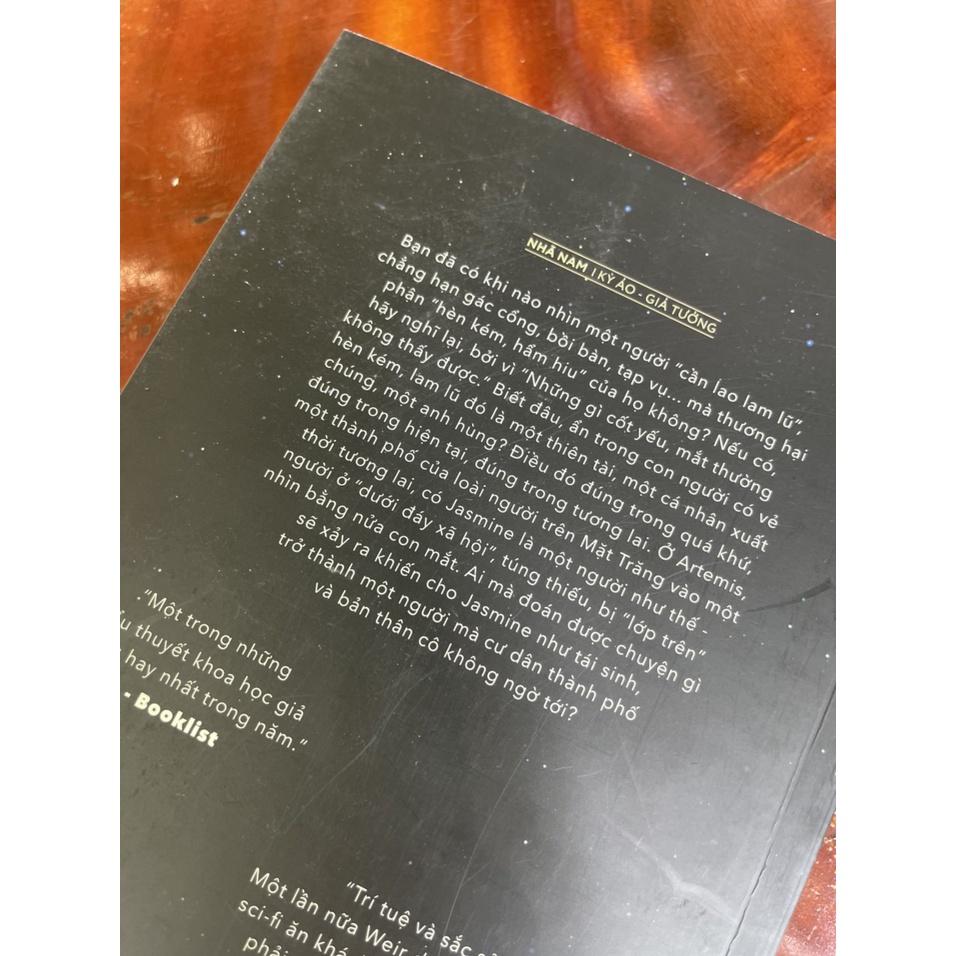 NHÃ NAM | KỲ ẢO - GIẢ TƯỞNG
Bạn đã có khi nào nhìn một người "cần lao lam lũ",
chẳng hạn gác cổng, bồi bàn, tạp vụ... mà thương hại
phận "hèn kém, hẩm hiu" của họ không? Nếu có,
hãy nghĩ lại, bởi vì "Những gì cốt yếu, mắt thường
không thấy được." Biết đâu, ẩn trong con người có vẻ
hèn kém, lam lũ đó là một thiên tài, một cá nhân xuất
chúng, một anh hùng? Điều đó đúng trong quá khứ,
đúng trong hiện tại, đúng trong tương lai. Ở Artemis,
một thành phố của loài người trên Mặt Trăng vào một
thời tương lai, có Jasmine là một người như thế -
người ở "dưới đáy xã hội", túng thiếu, bị "lớp trên"
nhìn bằng nửa con mắt. Ai mà đoán được chuyện gì
sẽ xảy ra khiến cho Jasmine như tái sinh,
trở thành một người mà cư dân thành phố
và bản thân cô không ngờ tới?
"Một trong những
thuyết khoa học giả
hay nhất trong năm."
- Booklist
"Trí tuệ và sắc
Một lần nữa Weir
sci-fi ăn
phải